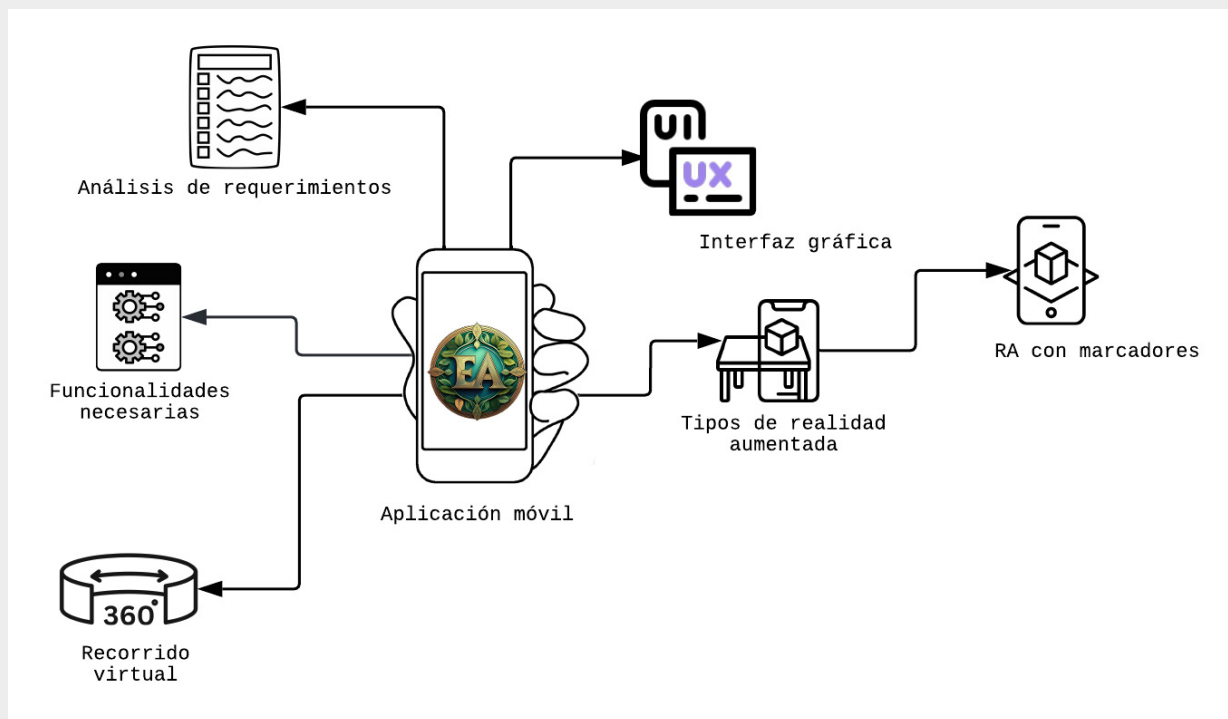 Análisis de requerimientos
UI
UX
Interfaz gráfica
RA con marcadores
Funcionalidades
necesarias
EA
Tipos de realidad
aumentada
Aplicación móvil
360°
Recorrido
virtual